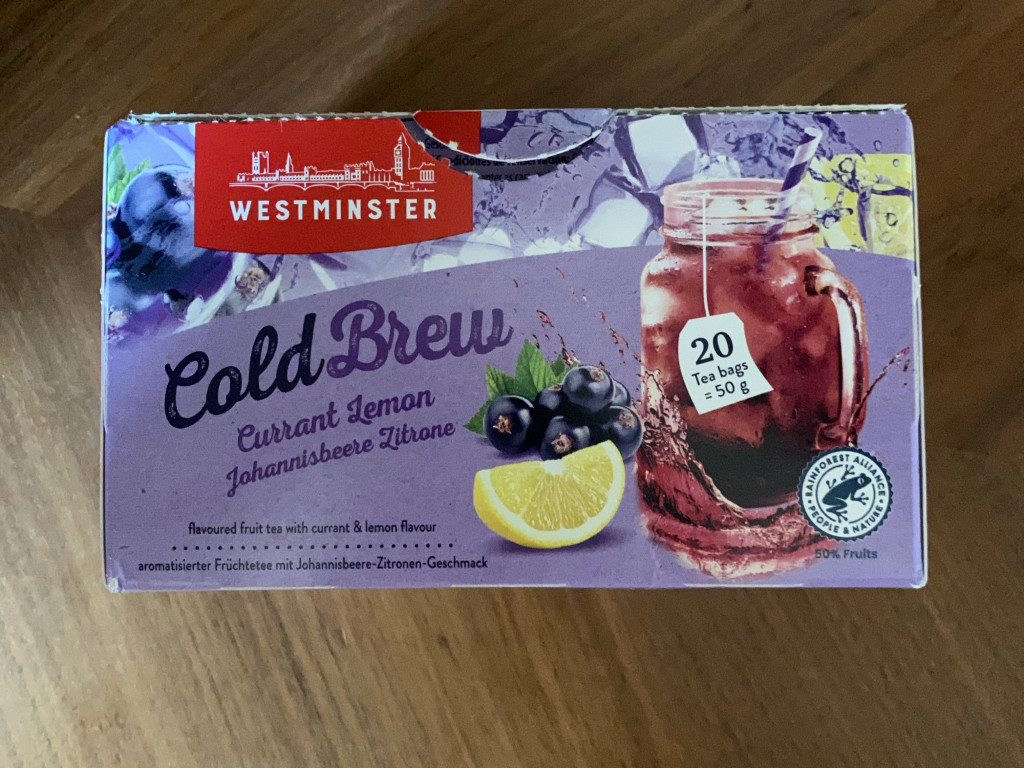 WESTMINSTER
Cold Brew
Currant Lemon
Johannisbeere Zitrone
flavoured fruit tea with currant & lemon flavour
aromatisierter Früchtetee mit Johannisbeere-Zitronen-Geschmack
20
Tea bags
= 50 g
RAINFOREST ALLIANCE
PEOPLE & NATURE
50% Fruits